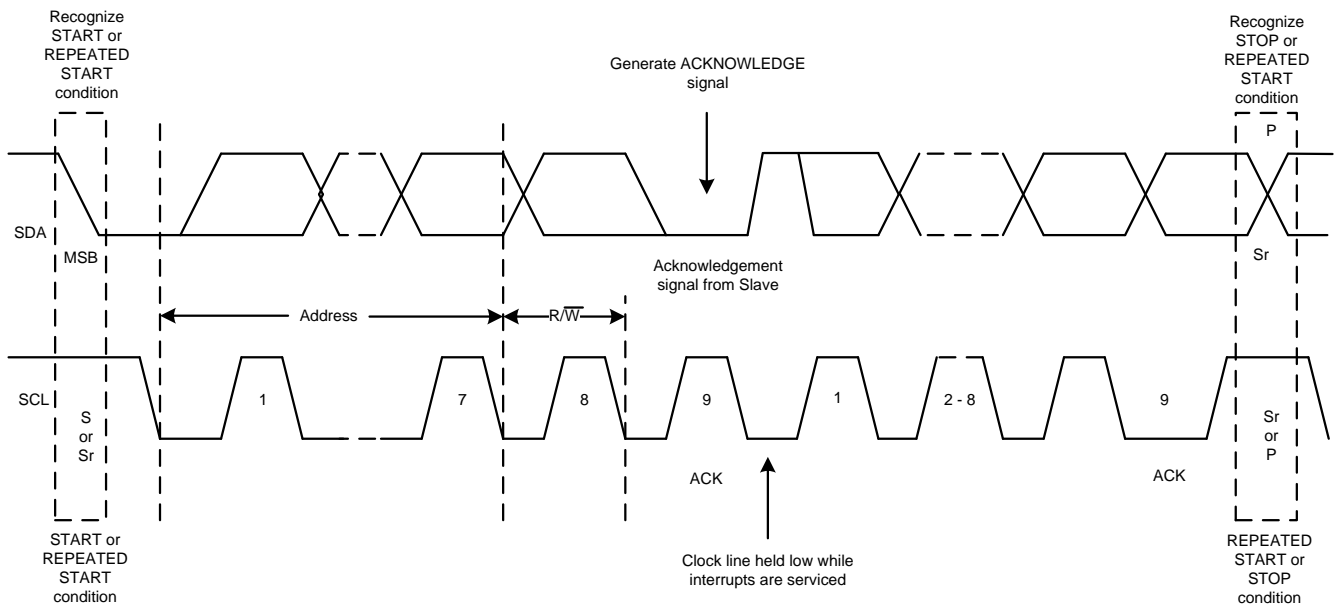 Recognize
START or
REPEATED
START
condition
Recognize
STOP or
REPEATED
START
condition
Generate ACKNOWLEDGE
signal
P
SDA
MSB
Acknowledgement
signal from Slave
Sr
Address
R/W
SCL
S
or
Sr
1
7
8
9
1
2 - 8
9
Sr
or
P
ACK
ACK
START or
REPEATED
START
condition
Clock line held low while
interrupts are serviced
REPEATED
START or
STOP
condition